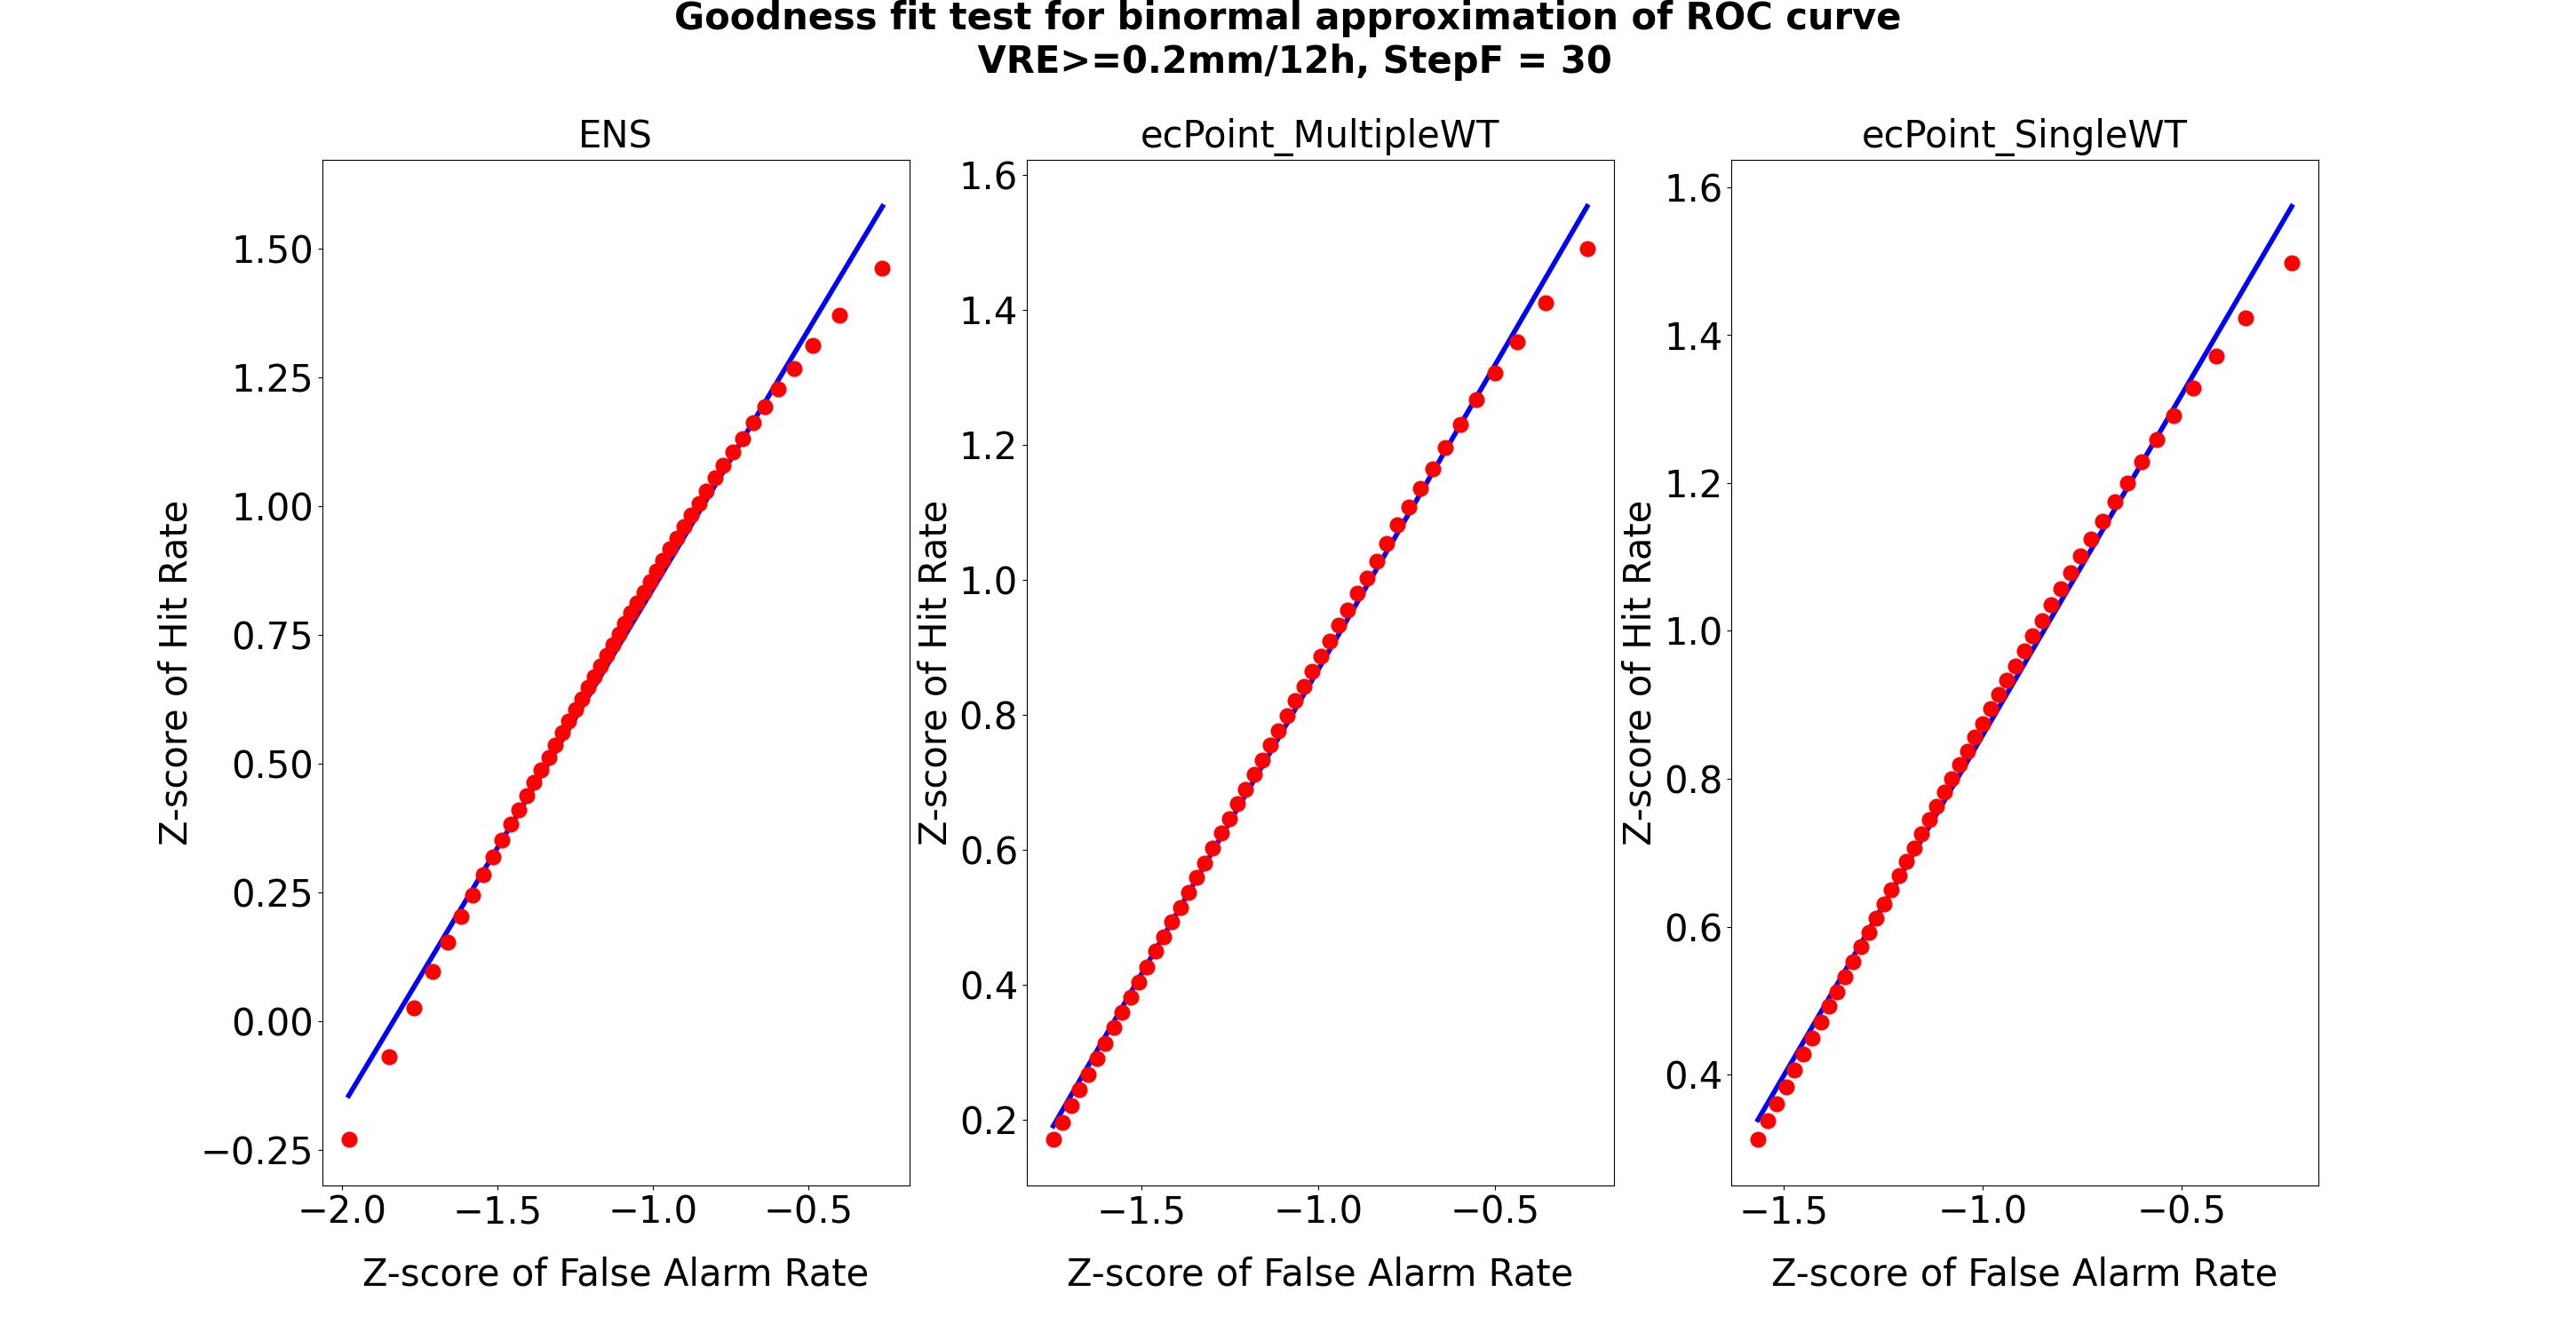 Goodness fit test for binormal approximation of ROC curve
VRE>=0.2mm/12h, StepF = 30
ENS
1.50
1.25
1.00
0.75
0.50
0.25
0.00
−0.25
Z-score of Hit Rate
−2.0 −1.5 −1.0 −0.5
Z-score of False Alarm Rate
ecPoint_MultipleWT
1.6
1.4
1.2
1.0
0.8
0.6
0.4
0.2
Z-score of Hit Rate
−1.5 −1.0 −0.5
Z-score of False Alarm Rate
ecPoint_SingleWT
1.6
1.4
1.2
1.0
0.8
0.6
0.4
Z-score of Hit Rate
−1.5 −1.0 −0.5
Z-score of False Alarm Rate